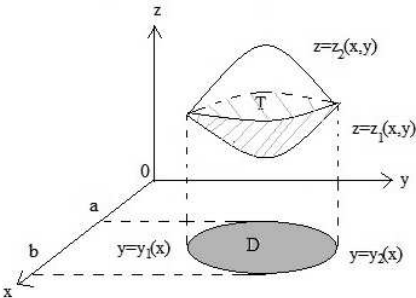 z
z=z₂(x,y)
T
z=z₁(x,y)
0
y
a
b
y=y₁(x)
D
y=y₂(x)
x